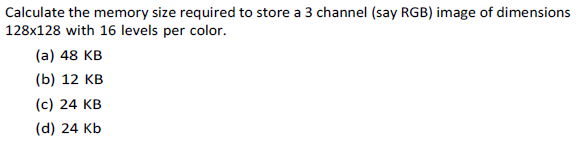 Calculate the memory size required to store a 3 channel (say RGB) image of dimensions
128x128 with 16 levels per color.
(a) 48 KB
(b) 12 KB
(c) 24 KB
(d) 24 Kb